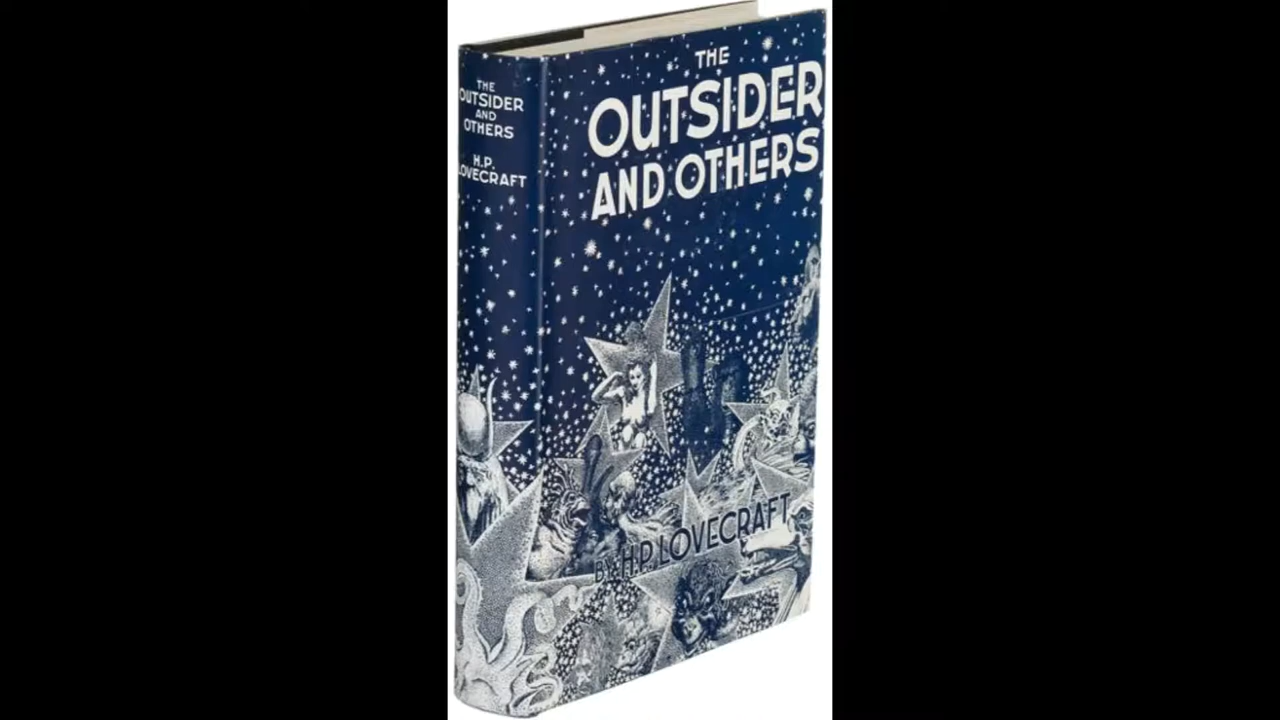 THE
OUTSIDER
AND
OTHERS
H.P.
LOVECRAFT
THE
OUTSIDER
AND OTHERS
BY H.P. LOVECRAFT